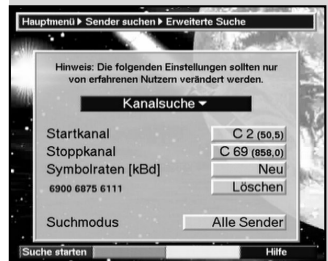 Hauptmenü ▶ Sender suchen ▶ Erweiterte Suche
Hinweis: Die folgenden Einstellungen sollten nur
von erfahrenen Nutzern verändert werden.
Kanalsuche ▼
Startkanal C 2 (50,5)
Stoppkanal C 69 (858,0)
Symbolraten [kBd] Neu
6900 6875 6111 Löschen
Suchmodus Alle Sender
Suche starten Hilfe